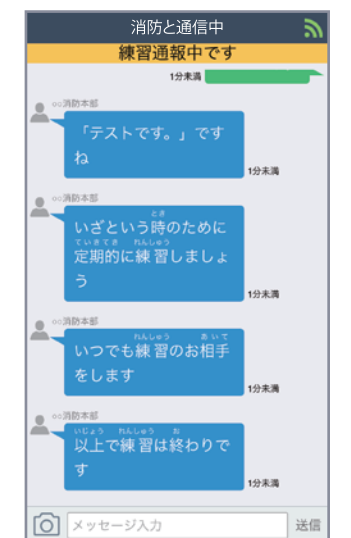 消防と通信中
練習通報中です
1分未満
○○消防本部
「テストです。」です
ね
1分未満
○○消防本部
とき
いざという時のために
ていきてき れんしゅう
定期的に練習しましょ
う
1分未満
○○消防本部
れんしゅう あいて
いつでも練習のお相手
をします
1分未満
○○消防本部
いじょう れんしゅう お
以上で練習は終わりで
す
1分未満
メッセージ入力
送信